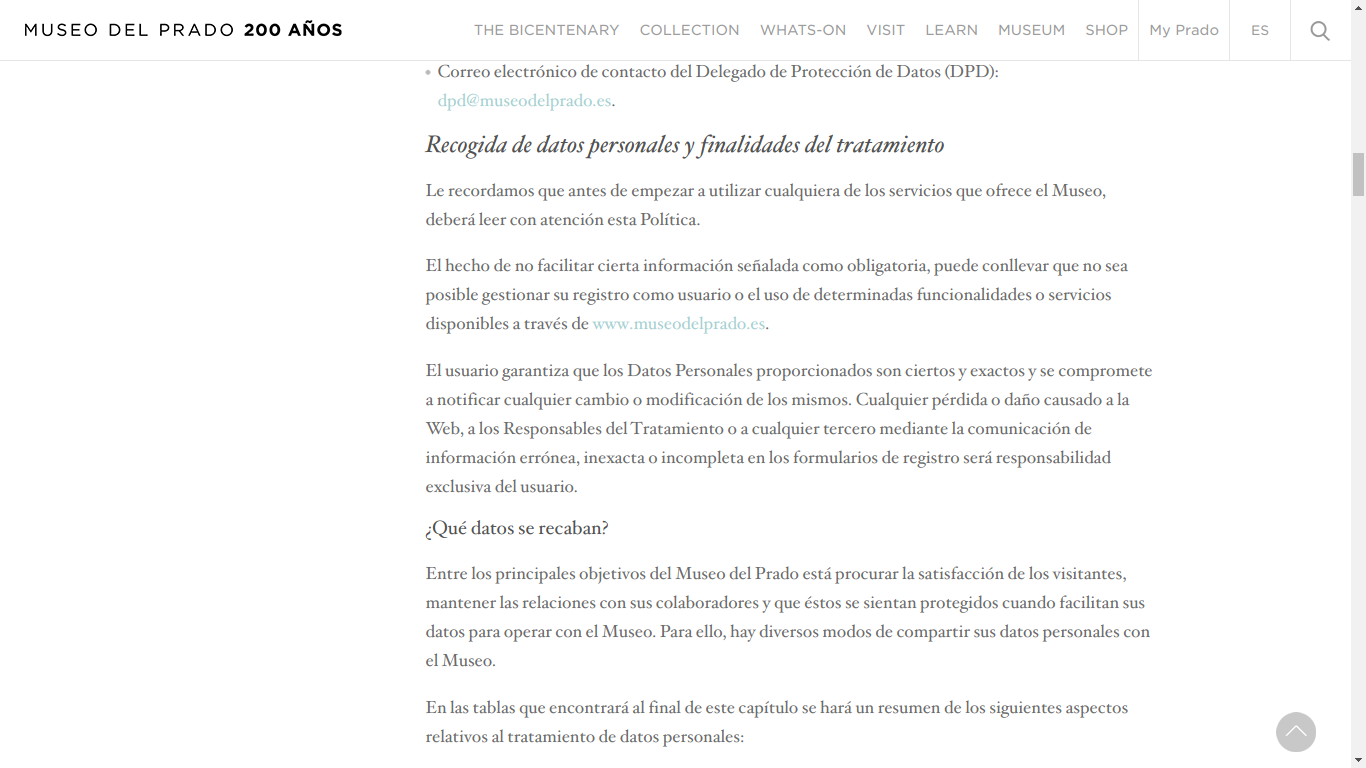 MUSEO DEL PRADO 200 AÑOS
THE BICENTENARY COLLECTION WHATS-ON VISIT LEARN MUSEUM SHOP My Prado ES
Correo electrónico de contacto del Delegado de Protección de Datos (DPD):
dpd@museodelprado.es.
Recogida de datos personales y finalidades del tratamiento
Le recordamos que antes de empezar a utilizar cualquiera de los servicios que ofrece el Museo,
deberá leer con atención esta Política.
El hecho de no facilitar cierta información señalada como obligatoria, puede conllevar que no sea
posible gestionar su registro como usuario o el uso de determinadas funcionalidades o servicios
disponibles a través de www.museodelprado.es.
El usuario garantiza que los Datos Personales proporcionados son ciertos y exactos y se compromete
a notificar cualquier cambio o modificación de los mismos. Cualquier pérdida o daño causado a la
Web, a los Responsables del Tratamiento o a cualquier tercero mediante la comunicación de
información errónea, inexacta o incompleta en los formularios de registro será responsabilidad
exclusiva del usuario.
¿Qué datos se recaban?
Entre los principales objetivos del Museo del Prado está procurar la satisfacción de los visitantes,
mantener las relaciones con sus colaboradores y que éstos se sientan protegidos cuando facilitan sus
datos para operar con el Museo. Para ello, hay diversos modos de compartir sus datos personales con
el Museo.
En las tablas que encontrará al final de este capítulo se hará un resumen de los siguientes aspectos
relativos al tratamiento de datos personales: